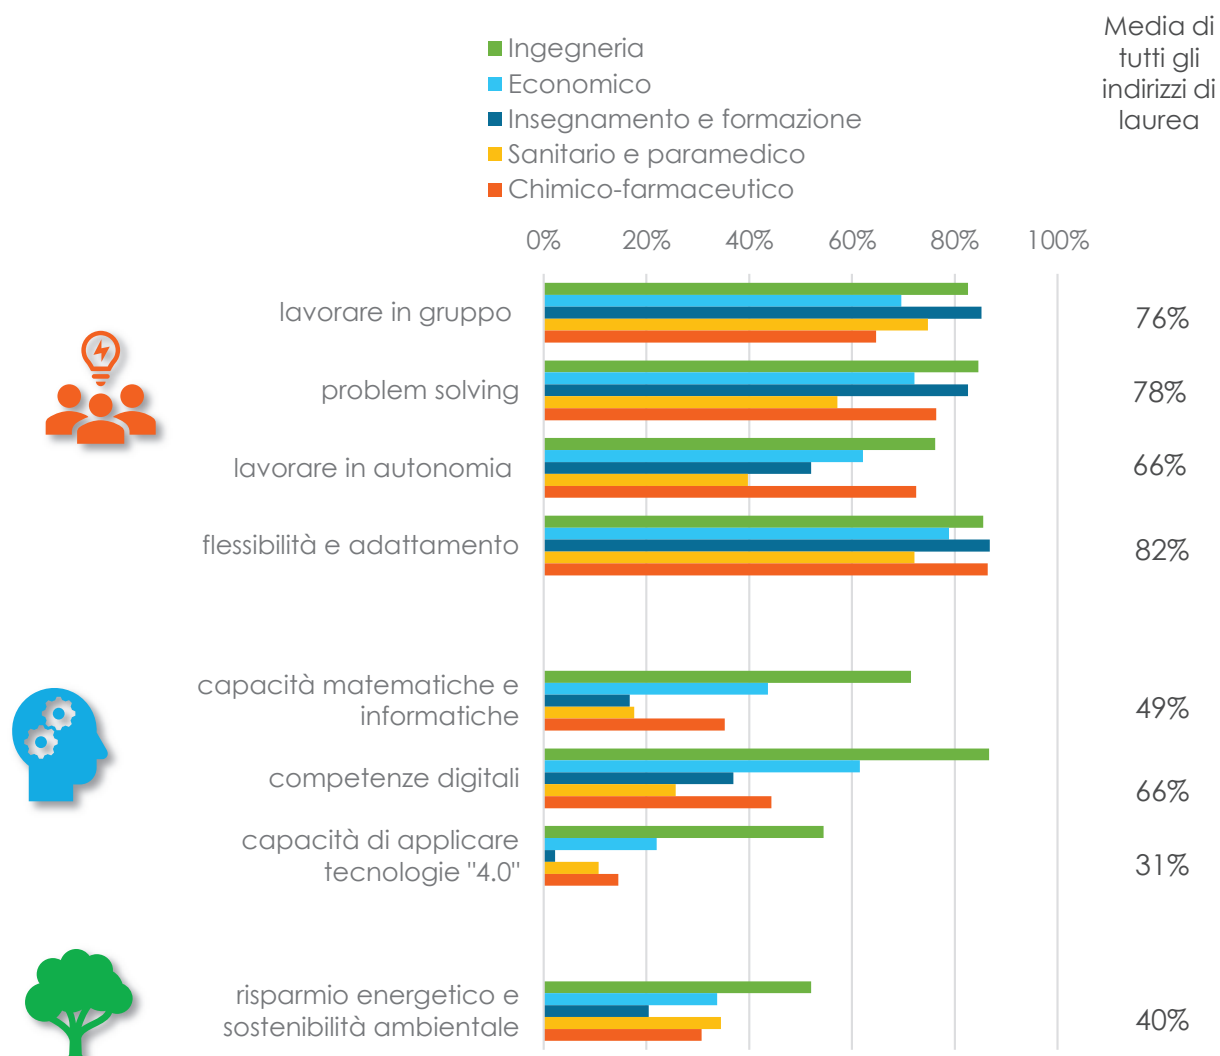 Media di
tutti gli
indirizzi di
laurea
Ingegneria
Economico
Insegnamento e formazione
Sanitario e paramedico
Chimico-farmaceutico
0% 20% 40% 60% 80% 100%
lavorare in gruppo 76%
problem solving 78%
lavorare in autonomia 66%
flessibilità e adattamento 82%
capacità matematiche e
informatiche 49%
competenze digitali 66%
capacità di applicare
tecnologie "4.0" 31%
risparmio energetico e
sostenibilità ambientale 40%